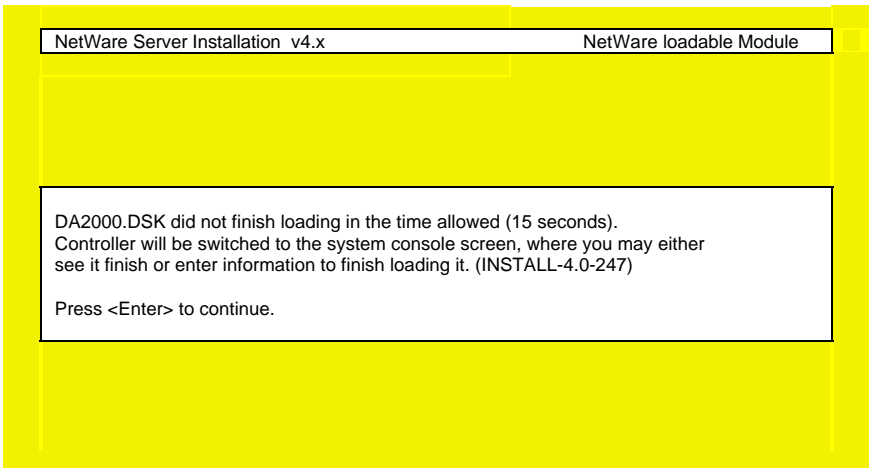 NetWare Server Installation v4.x NetWare loadable Module
DA2000.DSK did not finish loading in the time allowed (15 seconds).
Controller will be switched to the system console screen, where you may either
see it finish or enter information to finish loading it. (INSTALL-4.0-247)
Press <Enter> to continue.